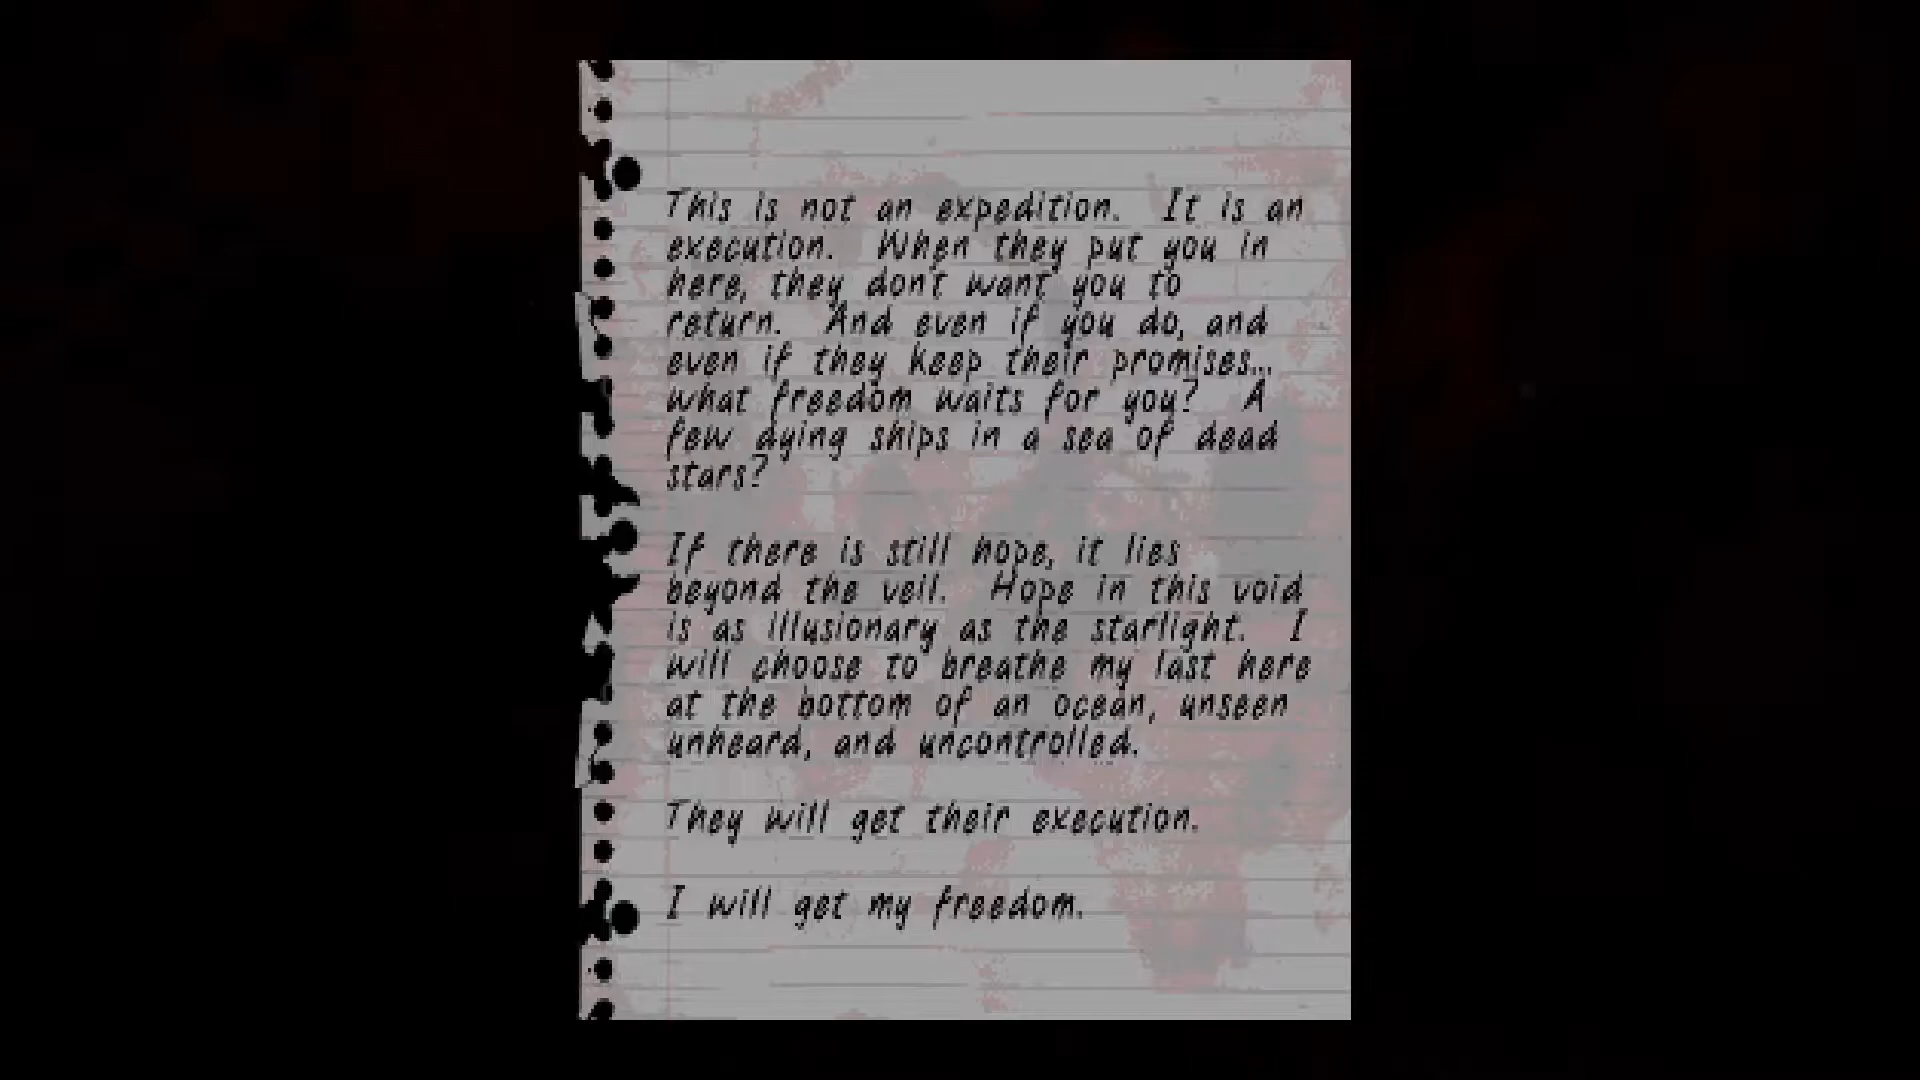 This is not an expedition. It is an
execution. When they put you in
here, they don't want you to
return. And even if you do, and
even if they keep their promises...
what freedom waits for you? A
few dying ships in a sea of dead
stars?
If there is still hope, it lies
beyond the veil. Hope in this void
is as illusionary as the starlight. I
will choose to breathe my last here
at the bottom of an ocean, unseen
unheard, and uncontrolled.
They will get their execution.
I will get my freedom.